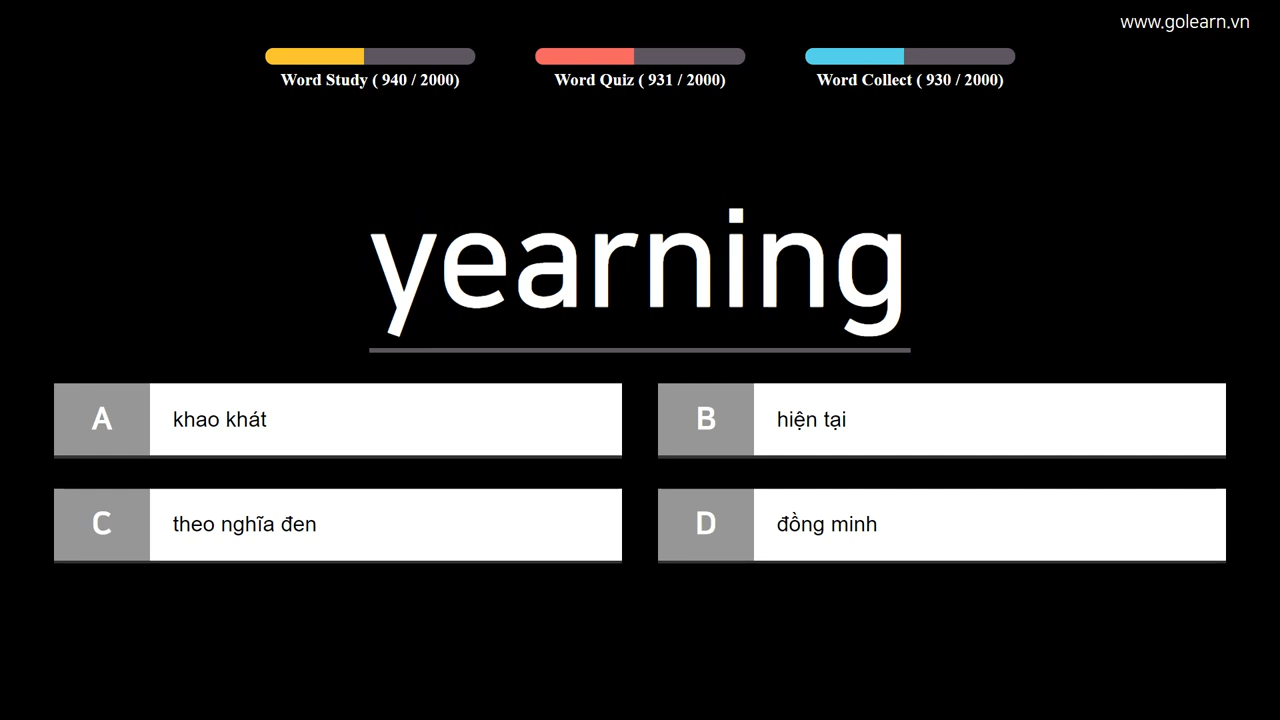 www.golearn.vn
Word Study ( 940 / 2000)
Word Quiz ( 931 / 2000)
Word Collect ( 930 / 2000)
yearning
A khao khát
B hiện tại
C theo nghĩa đen
D đồng minh